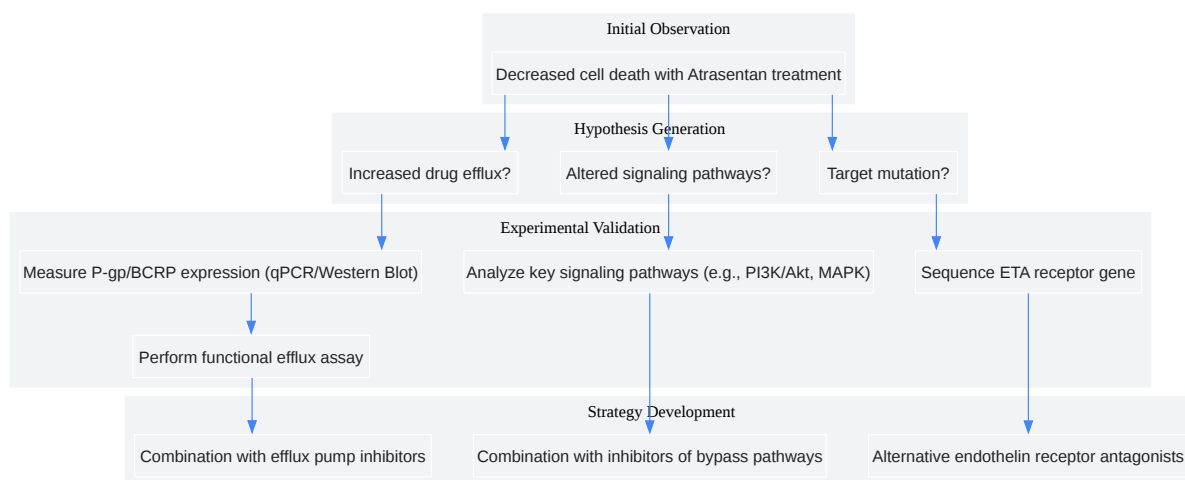 Initial Observation
Decreased cell death with Atrasentan treatment
Hypothesis Generation
Increased drug efflux?
Altered signaling pathways?
Target mutation?
Experimental Validation
Measure P-gp/BCRP expression (qPCR/Western Blot)
Analyze key signaling pathways (e.g., PI3K/Akt, MAPK)
Sequence ETA receptor gene
Perform functional efflux assay
Strategy Development
Combination with efflux pump inhibitors
Combination with inhibitors of bypass pathways
Alternative endothelin receptor antagonists